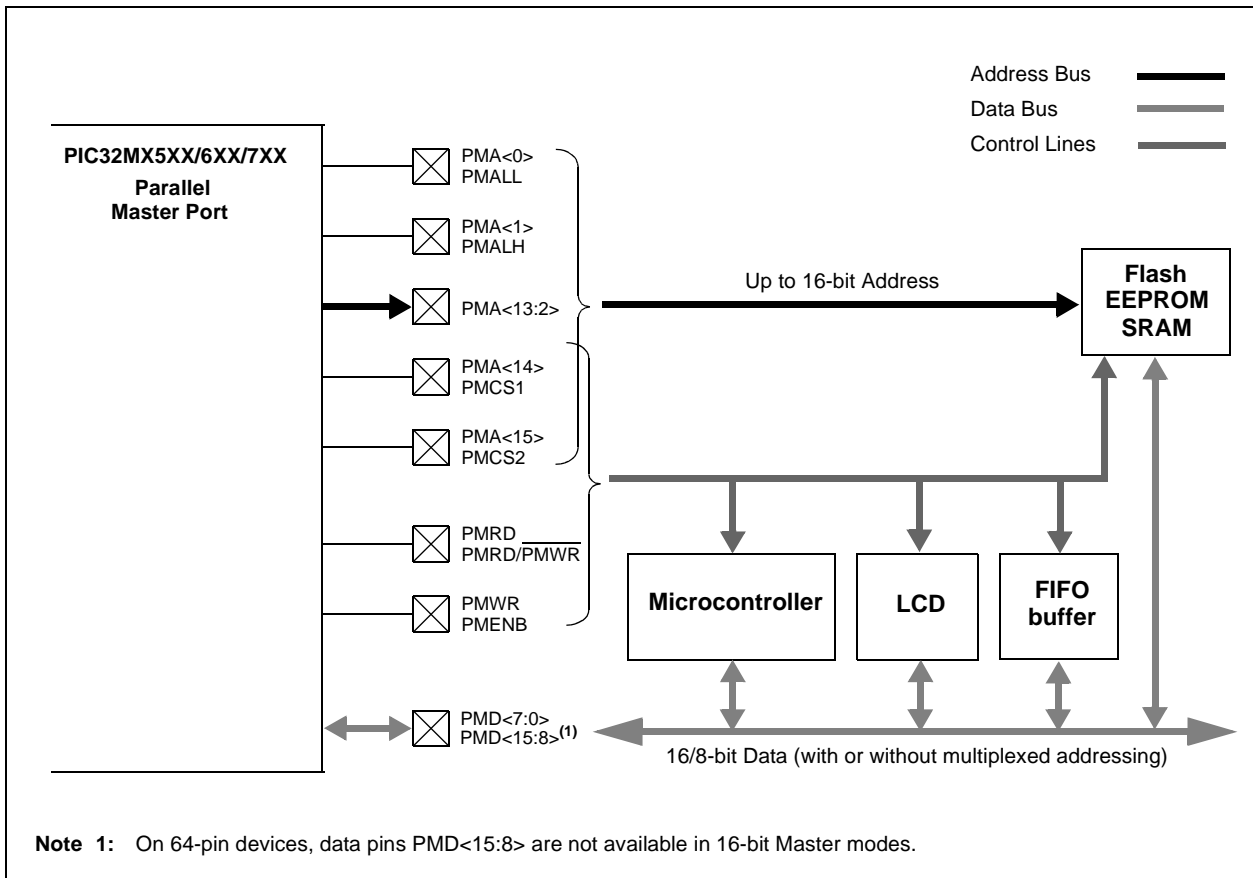 Address Bus
Data Bus
Control Lines
PIC32MX5XX/6XX/7XX
Parallel
Master Port
PMA<0>
PMALL
PMA<1>
PMALH
PMA<13:2>
PMA<14>
PMCS1
PMA<15>
PMCS2
PMRD
PMRD/PMWR
PMWR
PMENB
PMD<7:0>
PMD<15:8>(1)
Up to 16-bit Address
Flash
EEPROM
SRAM
Microcontroller
LCD
FIFO
buffer
16/8-bit Data (with or without multiplexed addressing)
Note 1: On 64-pin devices, data pins PMD<15:8> are not available in 16-bit Master modes.